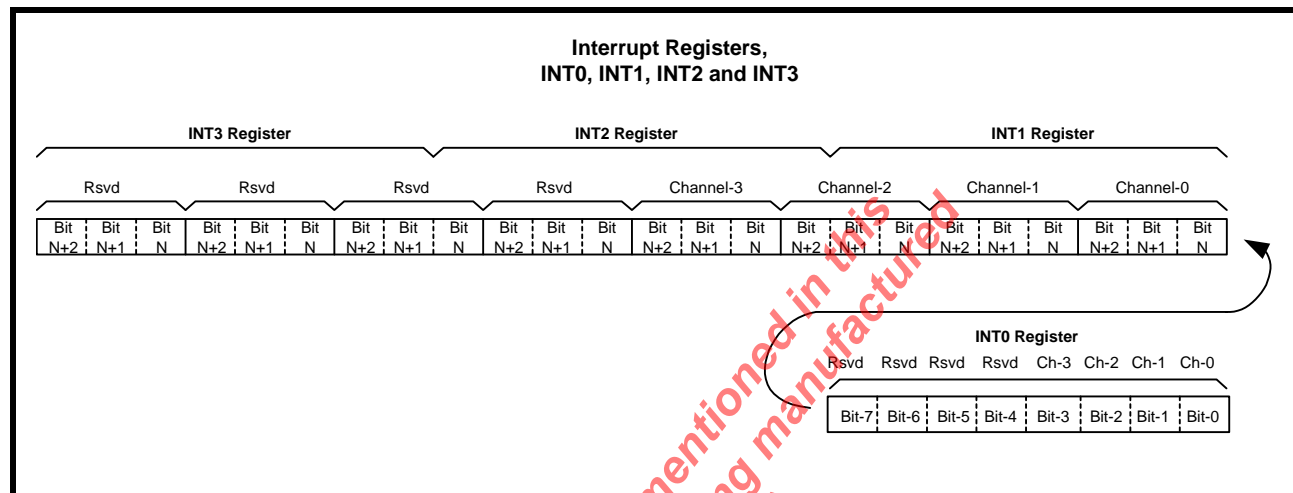 Interrupt Registers,
INT0, INT1, INT2 and INT3
INT3 Register INT2 Register INT1 Register
Rsvd Rsvd Rsvd Rsvd Channel-3 Channel-2 Channel-1 Channel-0
Bit Bit Bit Bit Bit Bit Bit Bit Bit Bit Bit Bit Bit Bit Bit Bit Bit Bit Bit Bit Bit Bit Bit Bit
N+2 N+1 N N+2 N+1 N N+2 N+1 N N+2 N+1 N N+2 N+1 N N+2 N+1 N N+2 N+1 N N+2 N+1 N
INT0 Register
Rsvd Rsvd Rsvd Rsvd Ch-3 Ch-2 Ch-1 Ch-0
Bit-7 Bit-6 Bit-5 Bit-4 Bit-3 Bit-2 Bit-1 Bit-0
mentioned in this
ng manufactured